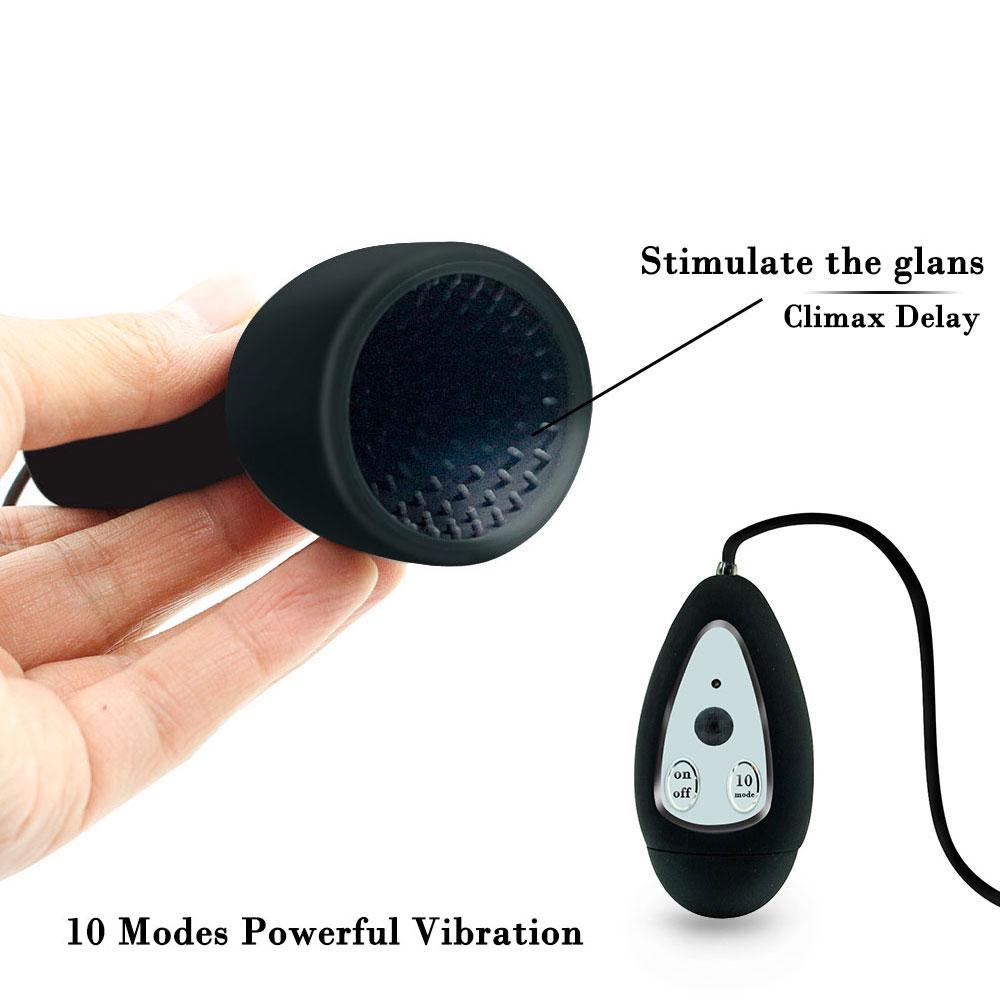 Stimulate the glans
Climax Delay
on
off
10
mode
10 Modes Powerful Vibration